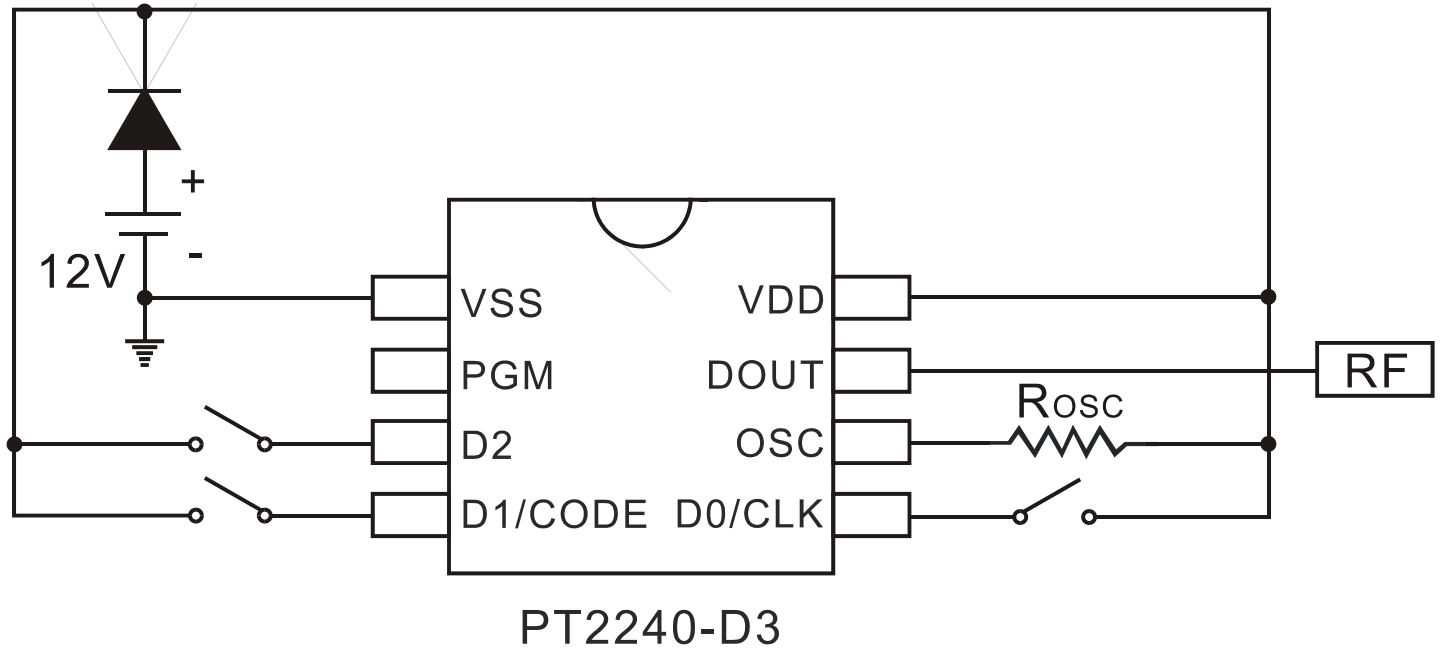 +
12V
-
VSS
VDD
PGM
DOUT
RF
ROSC
D2
OSC
D1/CODE
D0/CLK
PT2240-D3